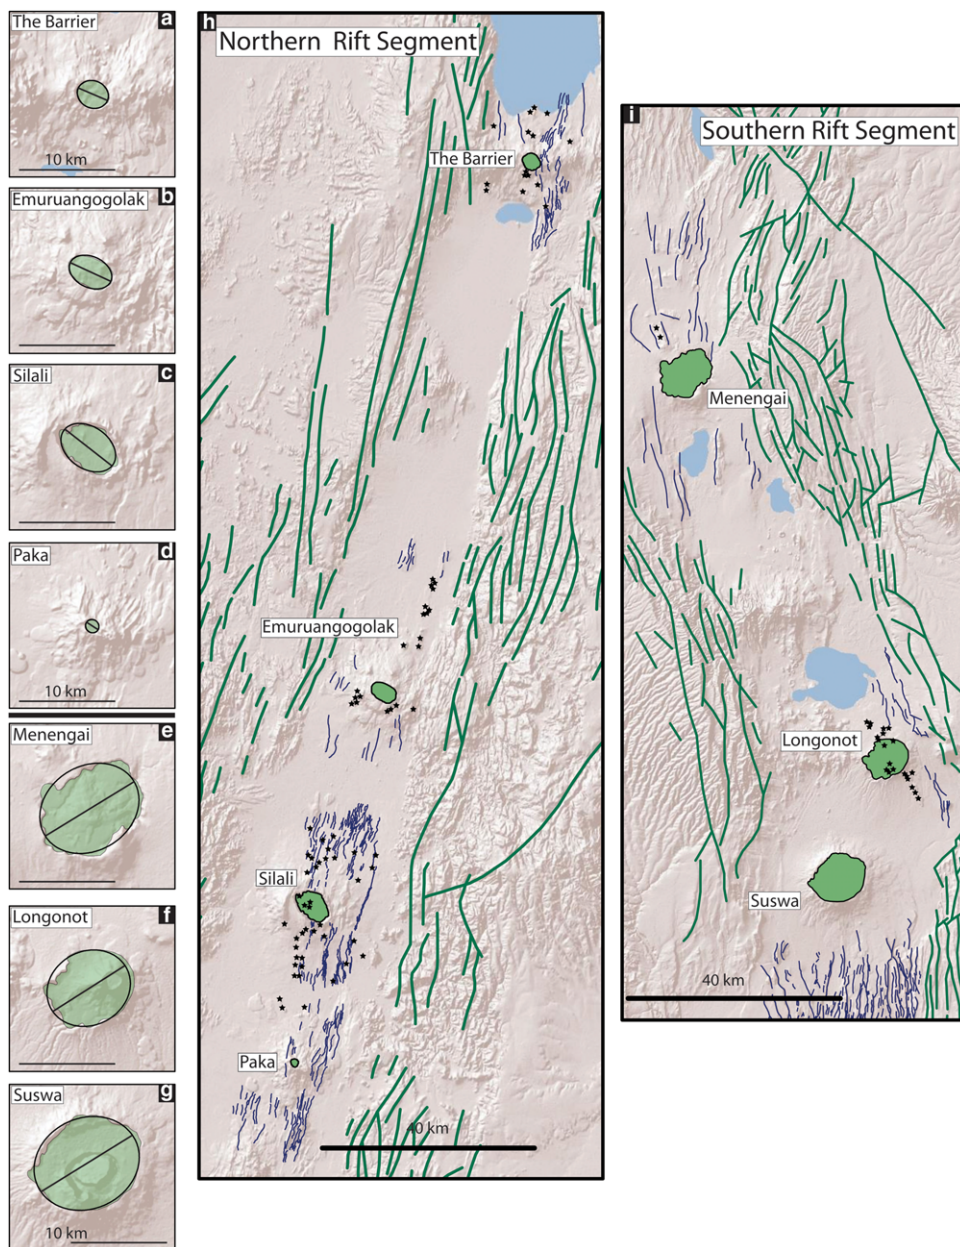 The Barrier
a
10 km
Emuruangogolak
b
Silali
c
Paka
d
10 km
Menengai
e
Longonot
f
Suswa
g
10 km
h
Northern Rift Segment
The Barrier
Emuruangogolak
Silali
Paka
40 km
i
Southern Rift Segment
Menengai
Longonot
Suswa
40 km